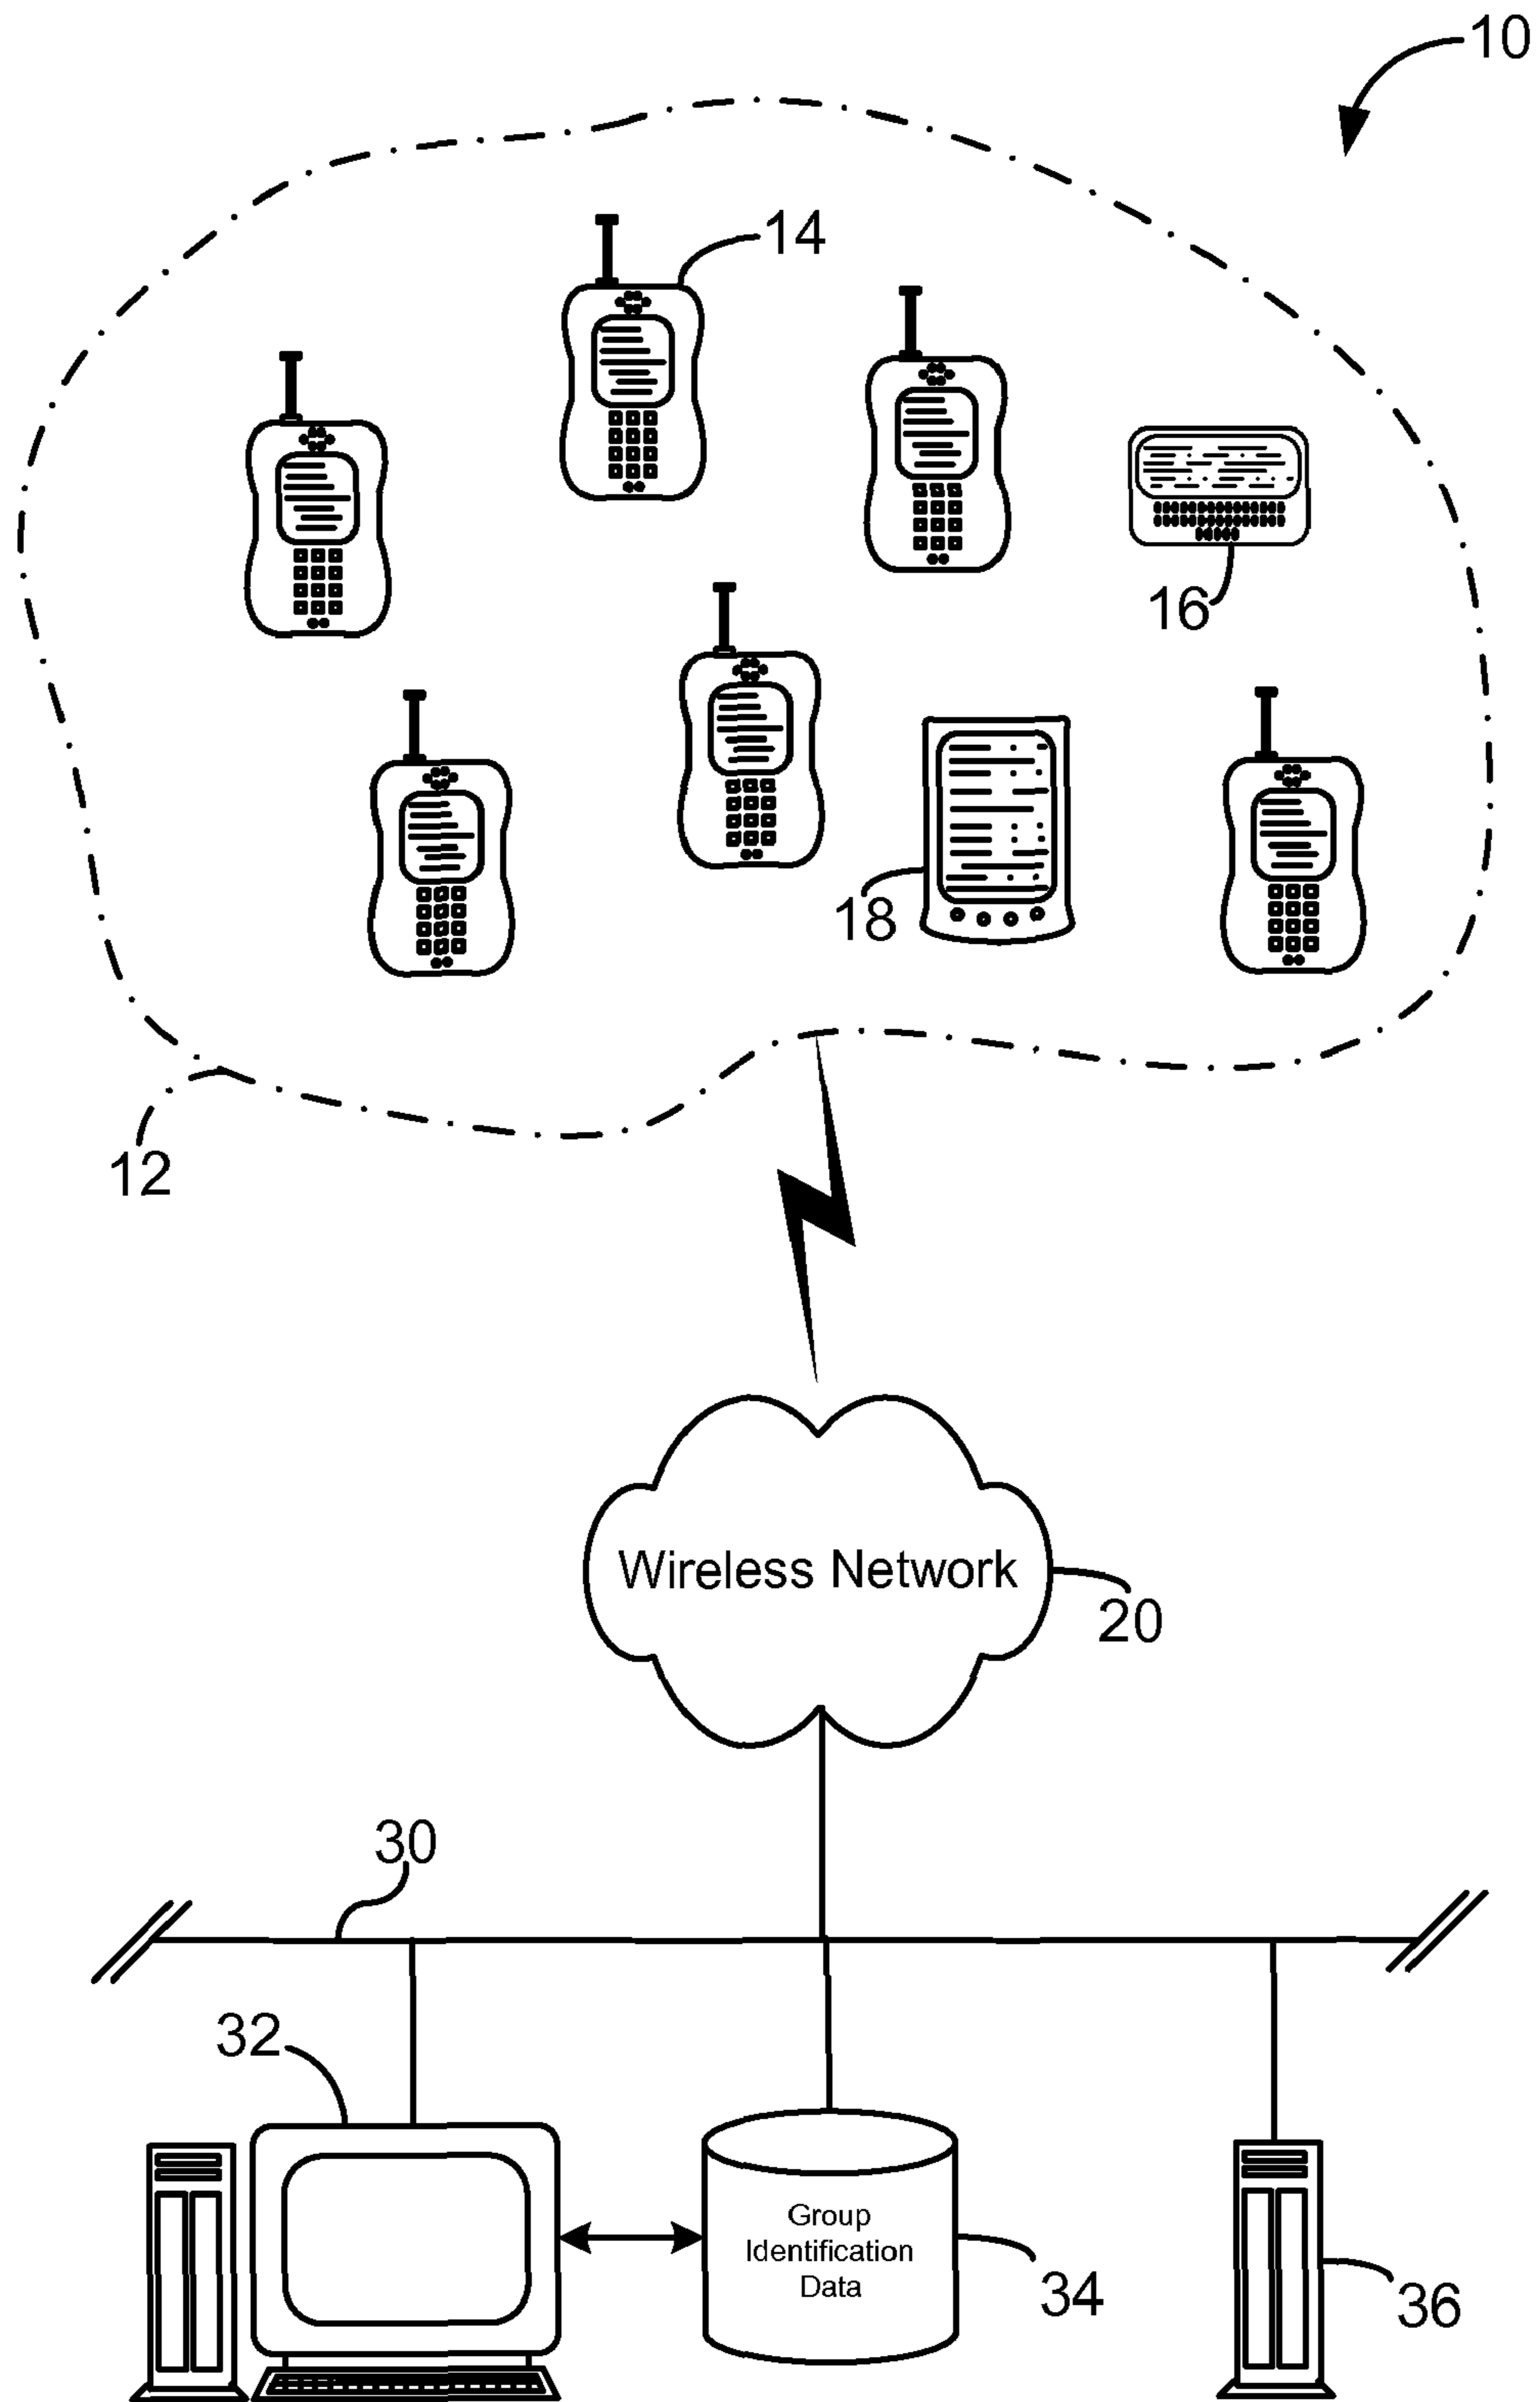 10
14
16
18
12
Wireless Network
20
30
32
Group
Identification
Data
34
36